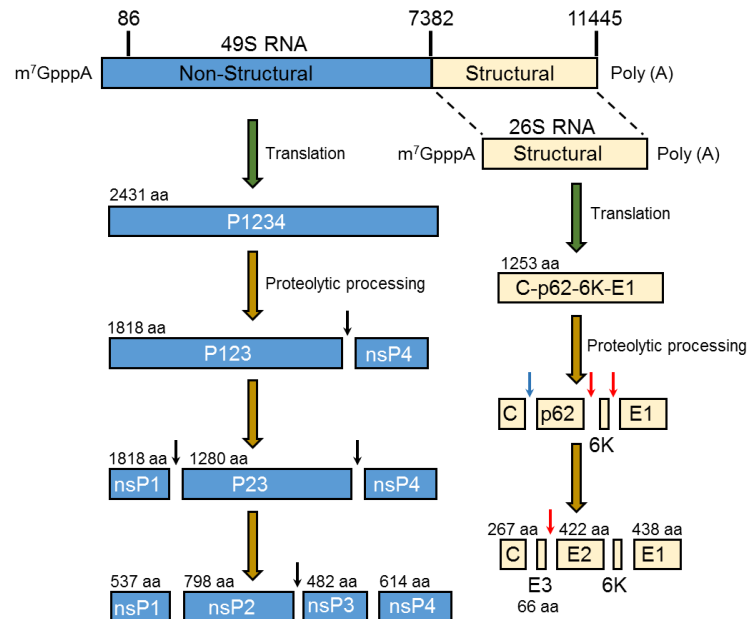 86 7382 11445
49S RNA
m⁷GpppA Non-Structural Structural Poly (A)
26S RNA
m⁷GpppA Structural Poly (A)
Translation
2431 aa
P1234
Translation
1253 aa
C-p62-6K-E1
Proteolytic processing
1818 aa
P123 nsP4
Proteolytic processing
C p62 E1
6K
1818 aa 1280 aa
nsP1 P23 nsP4
267 aa 422 aa 438 aa
C E2 E1
E3 6K
66 aa
537 aa 798 aa 482 aa 614 aa
nsP1 nsP2 nsP3 nsP4